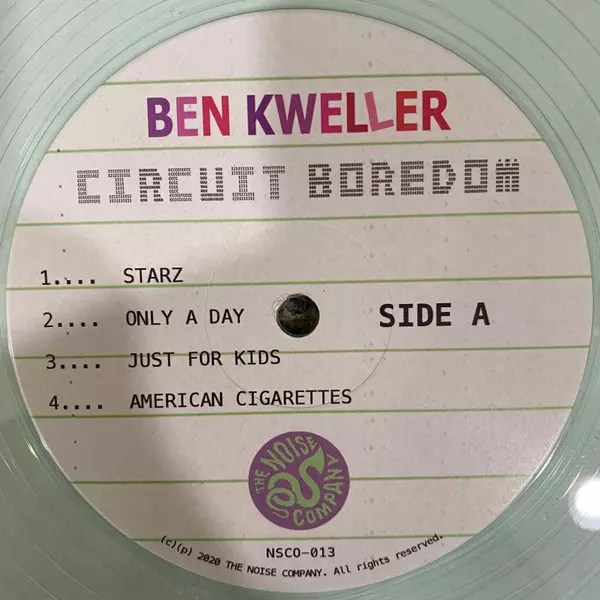 BEN KWELLER
CIRCUIT BOREDOM
1.... STARZ
2.... ONLY A DAY
SIDE A
3.... JUST FOR KIDS
4.... AMERICAN CIGARETTES
THE NOISE COMPANY
NSCO-013
(c)(p) 2020 THE NOISE COMPANY. All rights reserved.